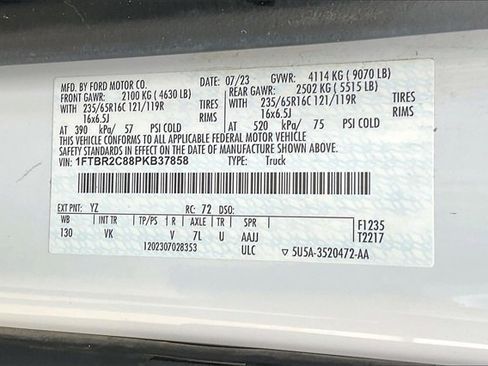 MFD. BY FORD MOTOR CO. 07/23 GVWR: 4114 KG ( 9070 LB)
FRONT GAWR: 2100 KG ( 4630 LB) REAR GAWR: 2502 KG ( 5515 LB)
WITH WITH
235/65R16C 121/119R TIRES 235/65R16C 121/119R TIRES
16x6.5J RIMS 16x6.5J RIMS
AT 390 kPa/ 57 PSI COLD AT 520 kPa/ 75 PSI COLD
THIS VEHICLE CONFORMS TO ALL APPLICABLE FEDERAL MOTOR VEHICLE
SAFETY STANDARDS IN EFFECT ON THE DATE OF MANUFACTURE SHOWN ABOVE.
VIN: 1FTBR2C88PKB37858 TYPE: Truck
EXT PNT: YZ RC: 72 DSO:
WB INT TR TP/PS R AXLE TR SPR F1235
130 VK V 7L U AAJJ T2217
1202307028353 ULC 5U5A-3520472-AA